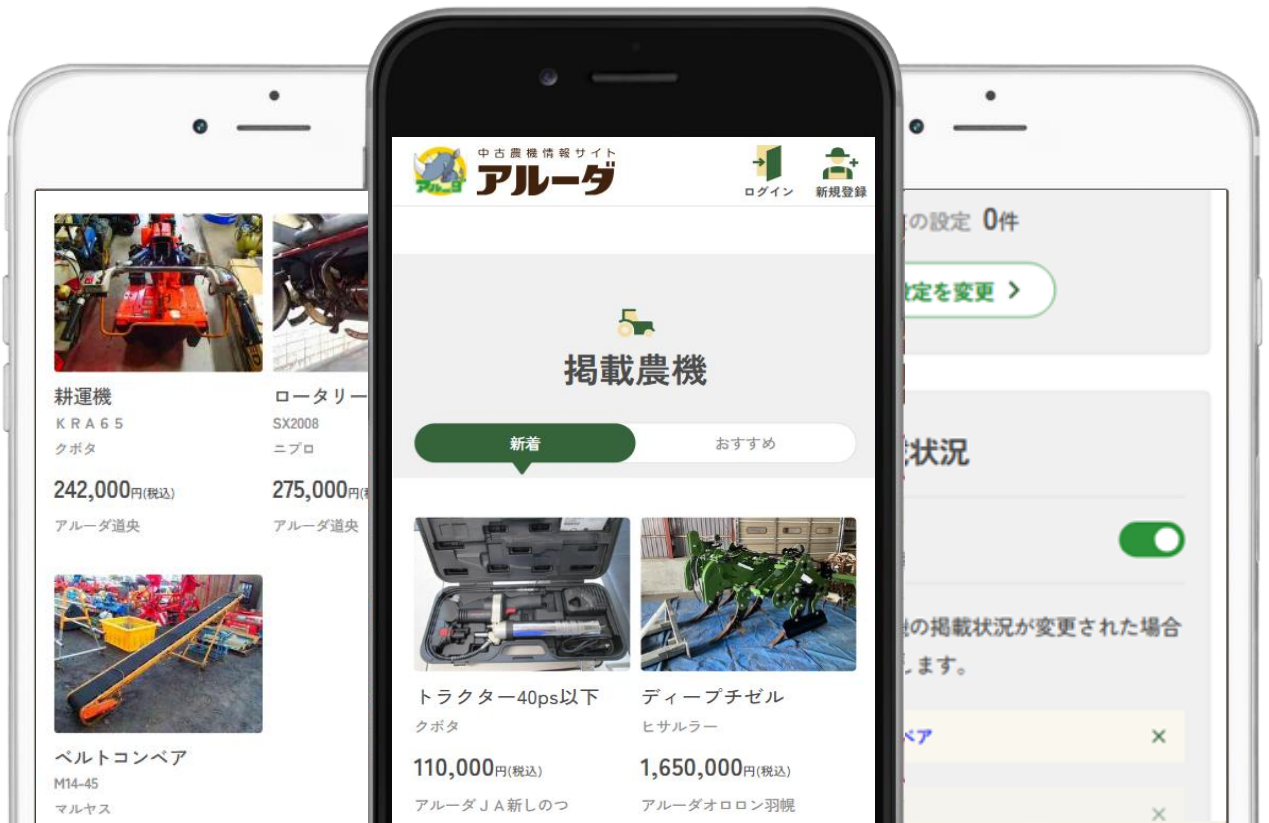 耕運機
ＫＲＡ６５
クボタ
242,000円(税込)
アルーダ道央
ロータリー
SX2008
ニプロ
275,000円(
アルーダ道央
ベルトコンベア
M14-45
マルヤス
アルーダ
中古農機情報サイト
アルーダ
ログイン
新規登録
掲載農機
新着
おすすめ
トラクター40ps以下
クボタ
110,000円(税込)
アルーダＪＡ新しのつ
ディープチゼル
ヒサルラー
1,650,000円(税込)
アルーダオロロン羽幌
の設定 0件
定を変更
状況
の掲載状況が変更された場合
します。
ベア